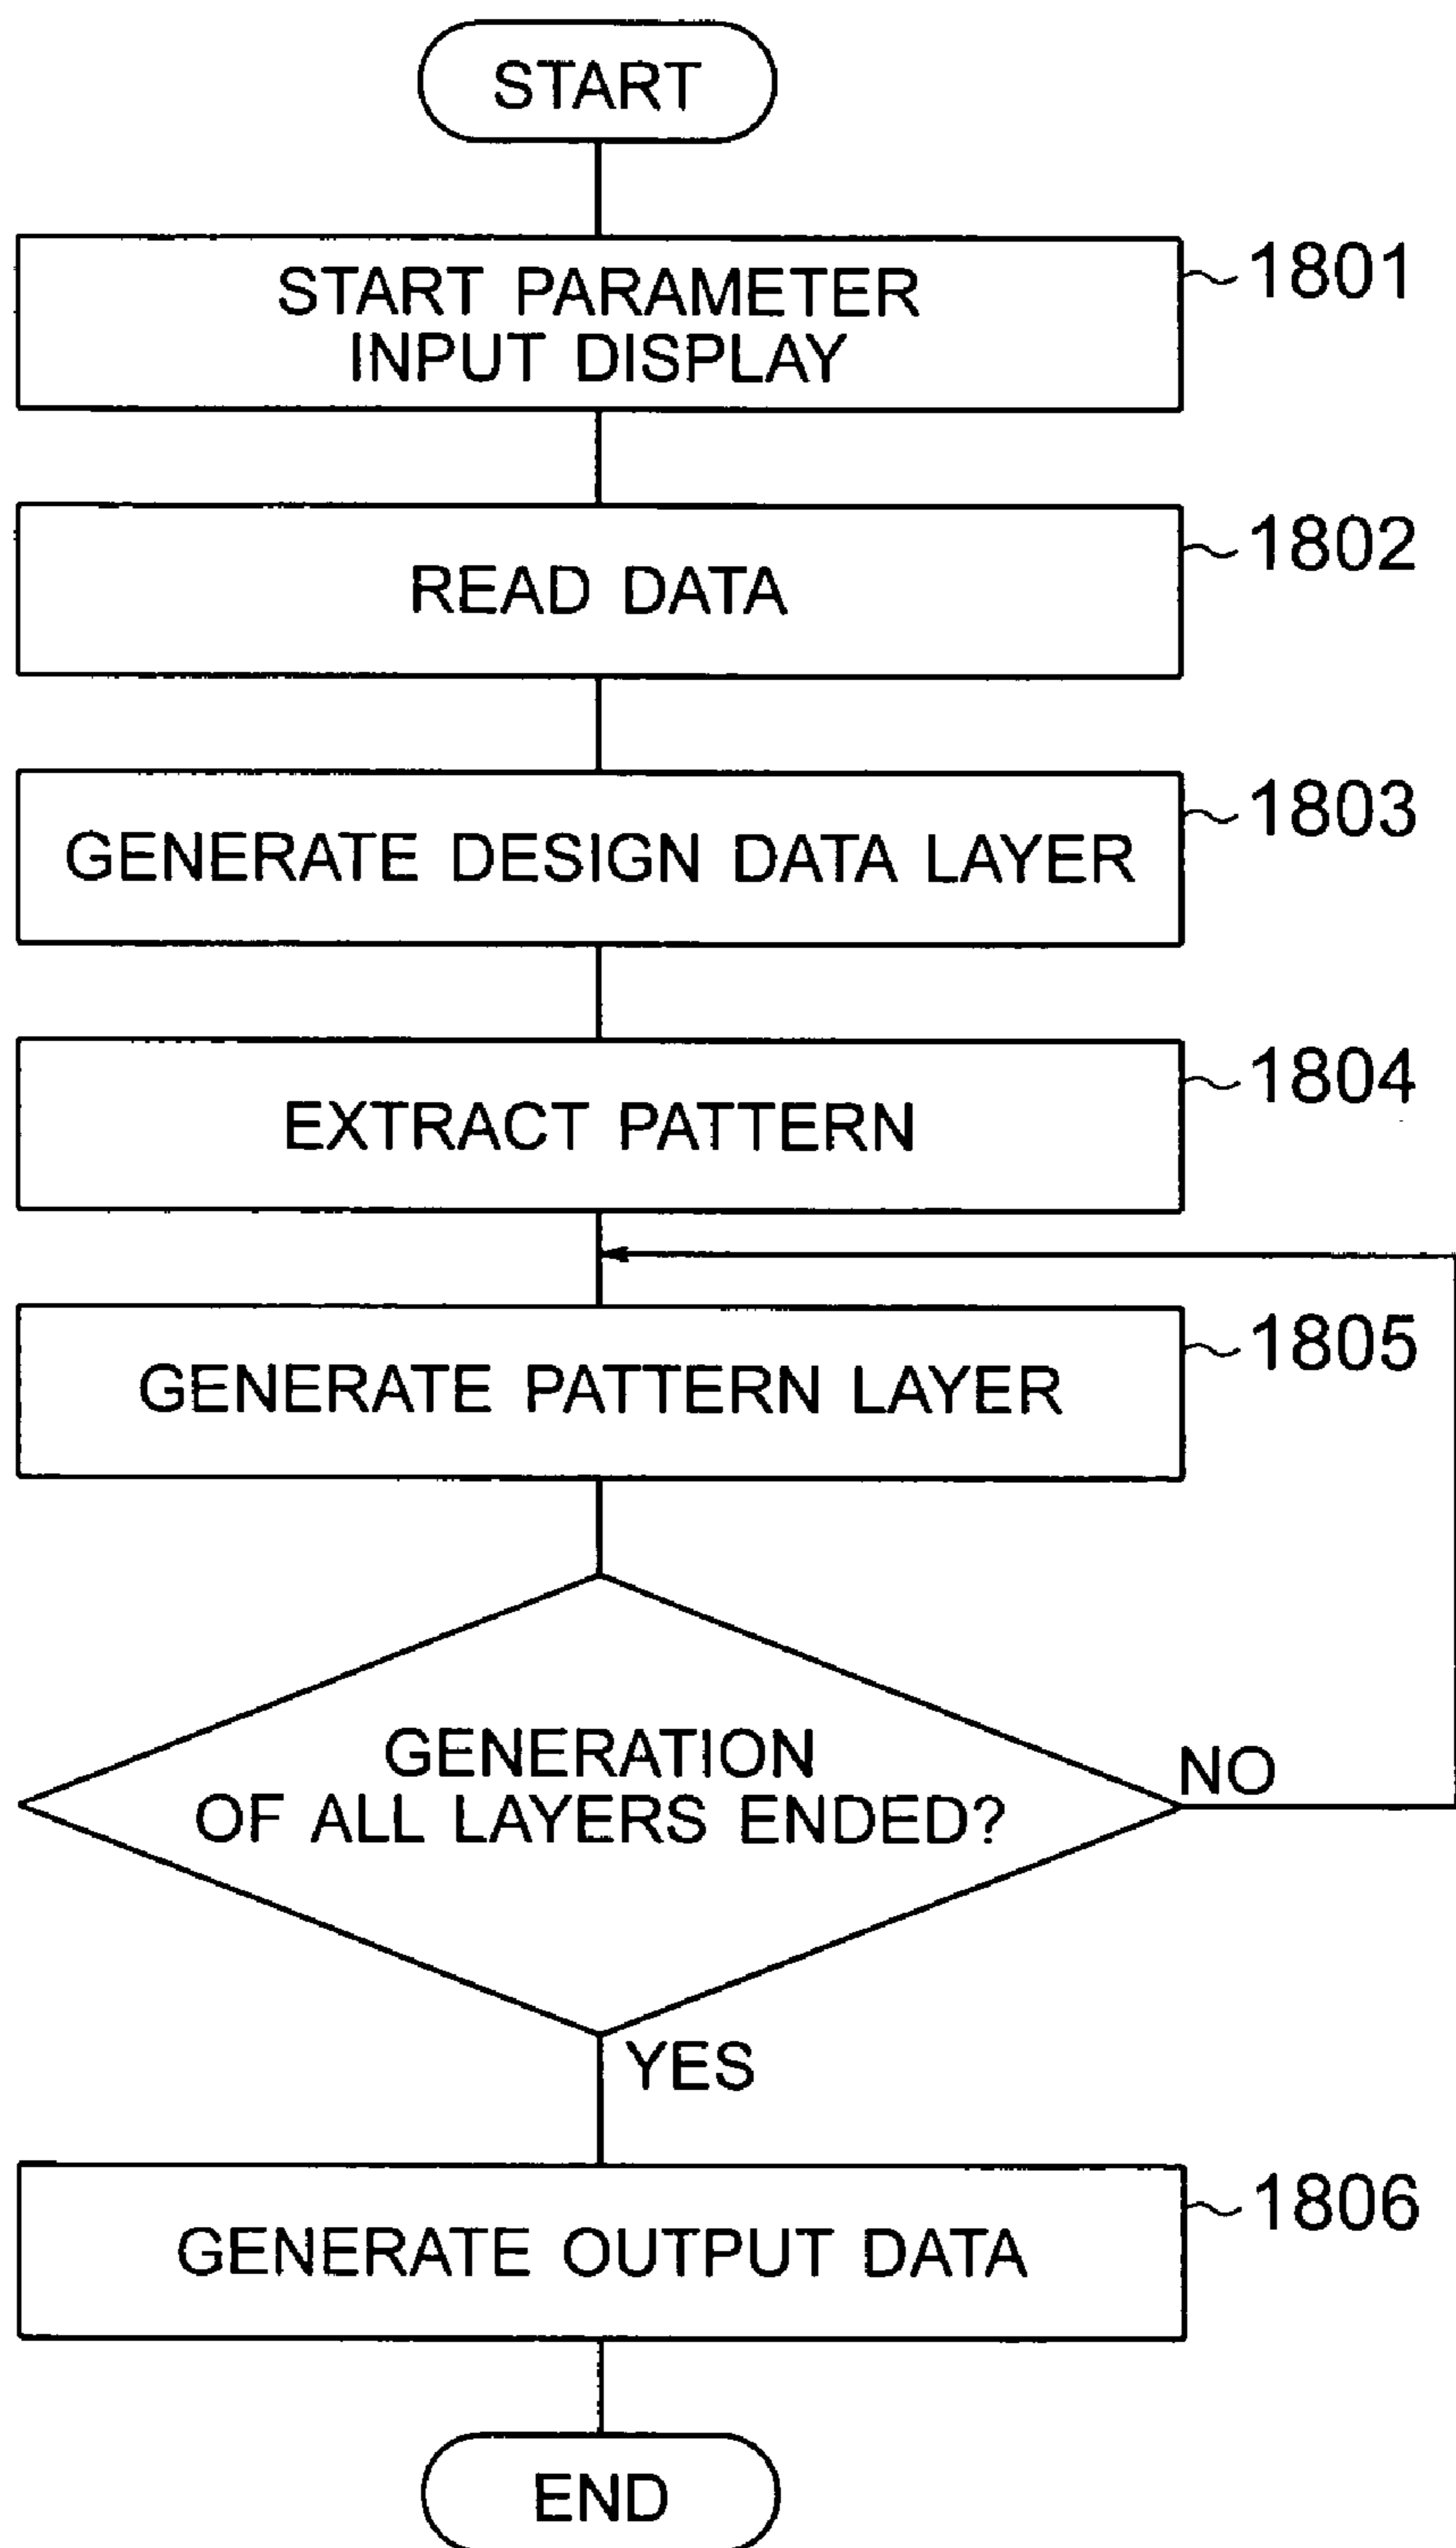 START
START PARAMETER
INPUT DISPLAY
1801
READ DATA
1802
GENERATE DESIGN DATA LAYER
1803
EXTRACT PATTERN
1804
GENERATE PATTERN LAYER
1805
GENERATION
OF ALL LAYERS ENDED?
NO
YES
GENERATE OUTPUT DATA
1806
END